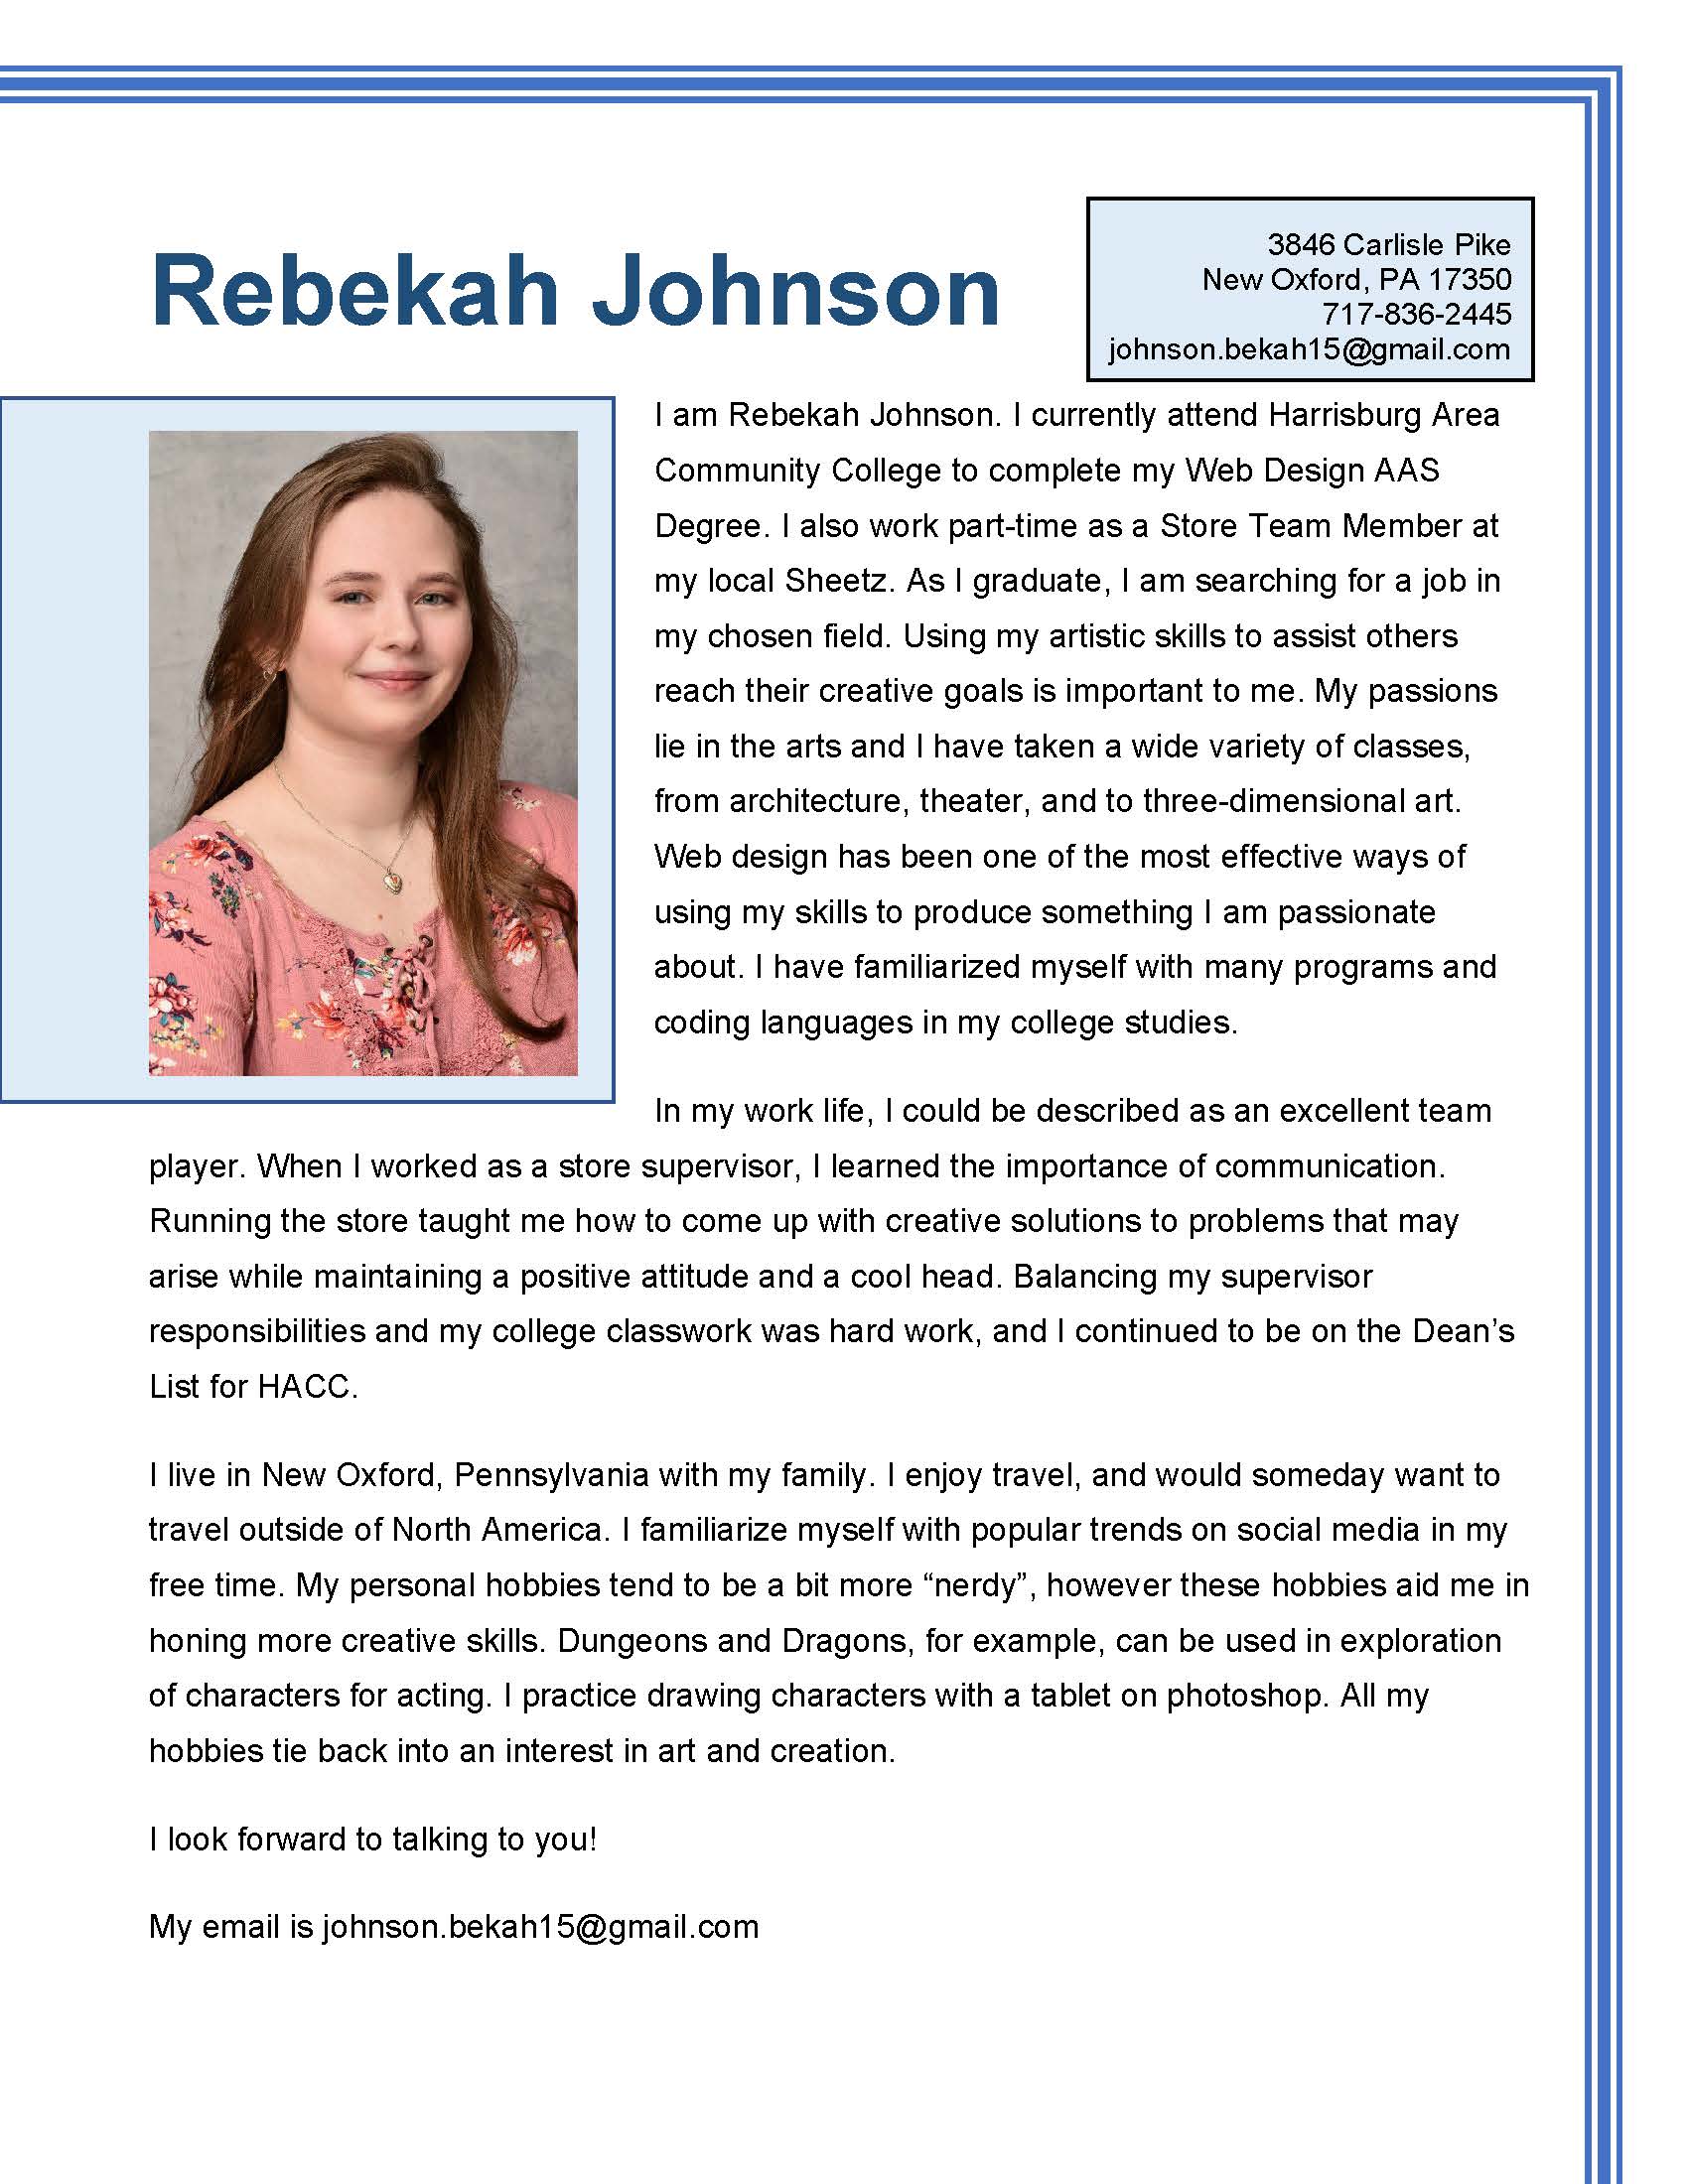 Rebekah Johnson
3846 Carlisle Pike
New Oxford, PA 17350
717-836-2445
johnson.bekah15@gmail.com
I am Rebekah Johnson. I currently attend Harrisburg Area
Community College to complete my Web Design AAS
Degree. I also work part-time as a Store Team Member at
my local Sheetz. As I graduate, I am searching for a job in
my chosen field. Using my artistic skills to assist others
reach their creative goals is important to me. My passions
lie in the arts and I have taken a wide variety of classes,
from architecture, theater, and to three-dimensional art.
Web design has been one of the most effective ways of
using my skills to produce something I am passionate
about. I have familiarized myself with many programs and
coding languages in my college studies.
In my work life, I could be described as an excellent team
player. When I worked as a store supervisor, I learned the importance of communication.
Running the store taught me how to come up with creative solutions to problems that may
arise while maintaining a positive attitude and a cool head. Balancing my supervisor
responsibilities and my college classwork was hard work, and I continued to be on the Dean’s
List for HACC.
I live in New Oxford, Pennsylvania with my family. I enjoy travel, and would someday want to
travel outside of North America. I familiarize myself with popular trends on social media in my
free time. My personal hobbies tend to be a bit more “nerdy”, however these hobbies aid me in
honing more creative skills. Dungeons and Dragons, for example, can be used in exploration
of characters for acting. I practice drawing characters with a tablet on photoshop. All my
hobbies tie back into an interest in art and creation.
I look forward to talking to you!
My email is johnson.bekah15@gmail.com